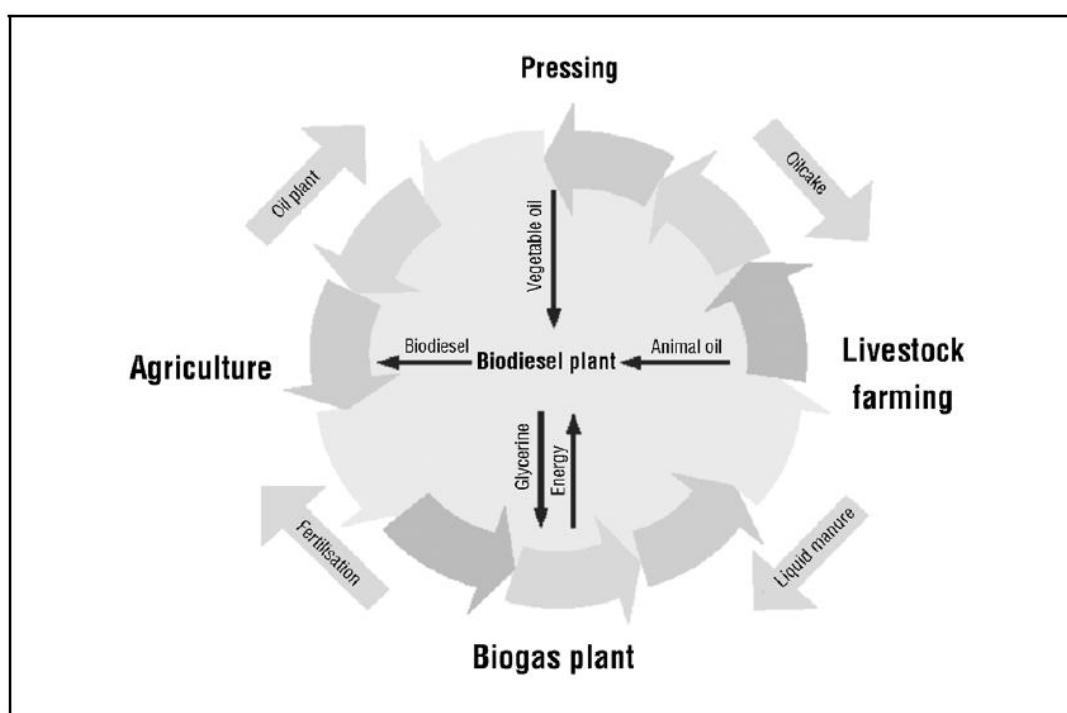 Pressing
Oil plant
Oilcake
Vegetable oil
Agriculture
Biodiesel
Biodiesel plant
Animal oil
Livestock
farming
Glycerine
Energy
Fertilisation
Liquid manure
Biogas plant